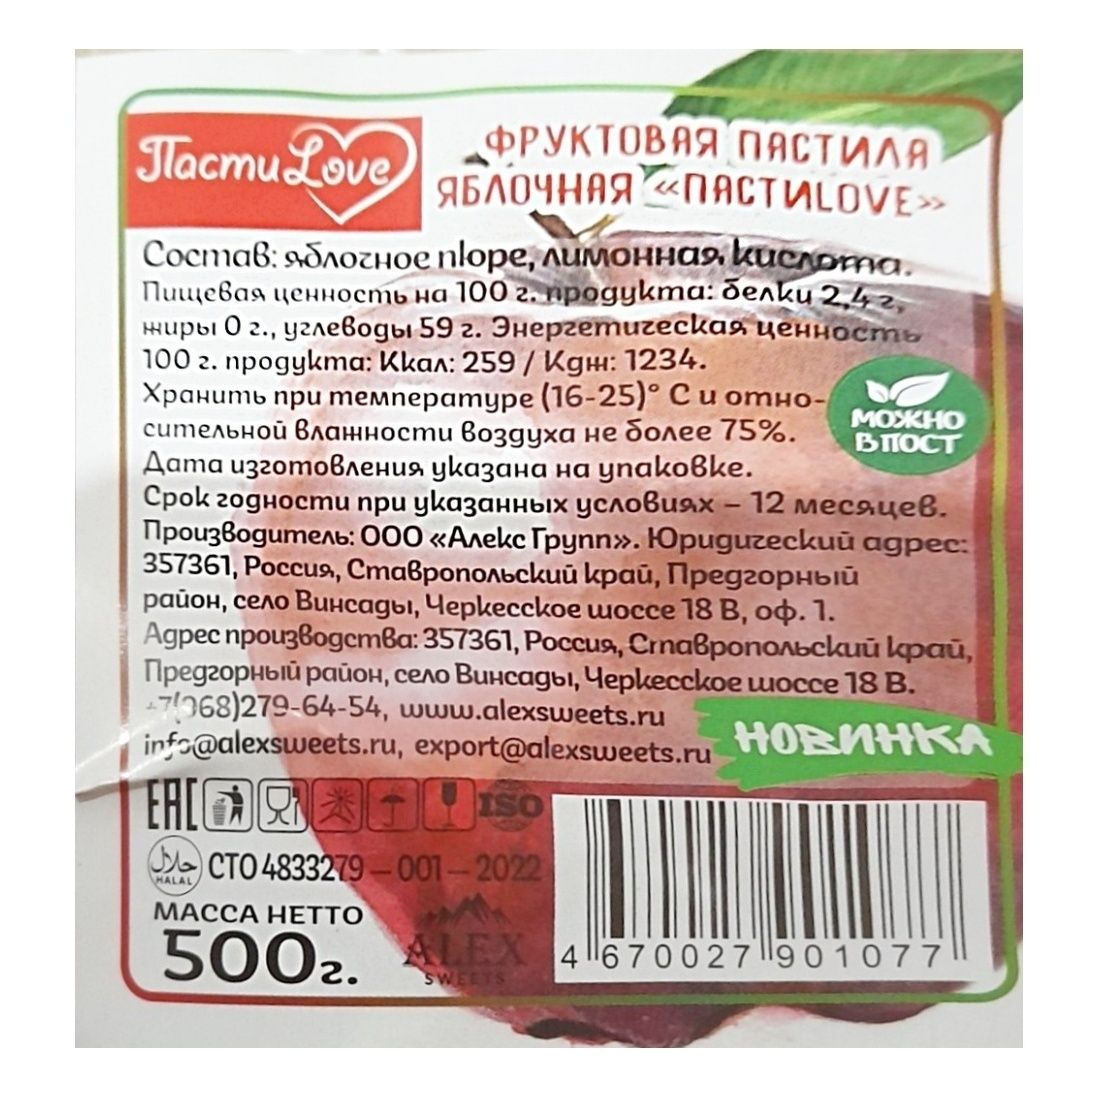 ПастиLove
ФРУКТОВАЯ ПАСТИЛА
ЯБЛОЧНАЯ «ПАСТИLOVE»
Состав: яблочное пюре, лимонная кислота.
Пищевая ценность на 100 г. продукта: белки 2,4 г.,
жиры 0 г., углеводы 59 г. Энергетическая ценность
100 г. продукта: Ккал: 259 / Кдж: 1234.
Хранить при температуре (16-25)° С и отно-
сительной влажности воздуха не более 75%.
МОЖНО
В ПОСТ
Дата изготовления указана на упаковке.
Срок годности при указанных условиях – 12 месяцев.
Производитель: ООО «Алекс Групп». Юридический адрес:
357361, Россия, Ставропольский край, Предгорный
район, село Винсады, Черкесское шоссе 18 В, оф. 1.
Адрес производства: 357361, Россия, Ставропольский край,
Предгорный район, село Винсады, Черкесское шоссе 18 В.
+7(968)279-64-54, www.alexsweets.ru
info@alexsweets.ru, export@alexsweets.ru
НОВИНКА
EAC ISO
حلال
HALAL
СТО 4833279 – 001 – 2022
МАССА НЕТТО
500г.
ALEX
SWEETS
4 670027 901077